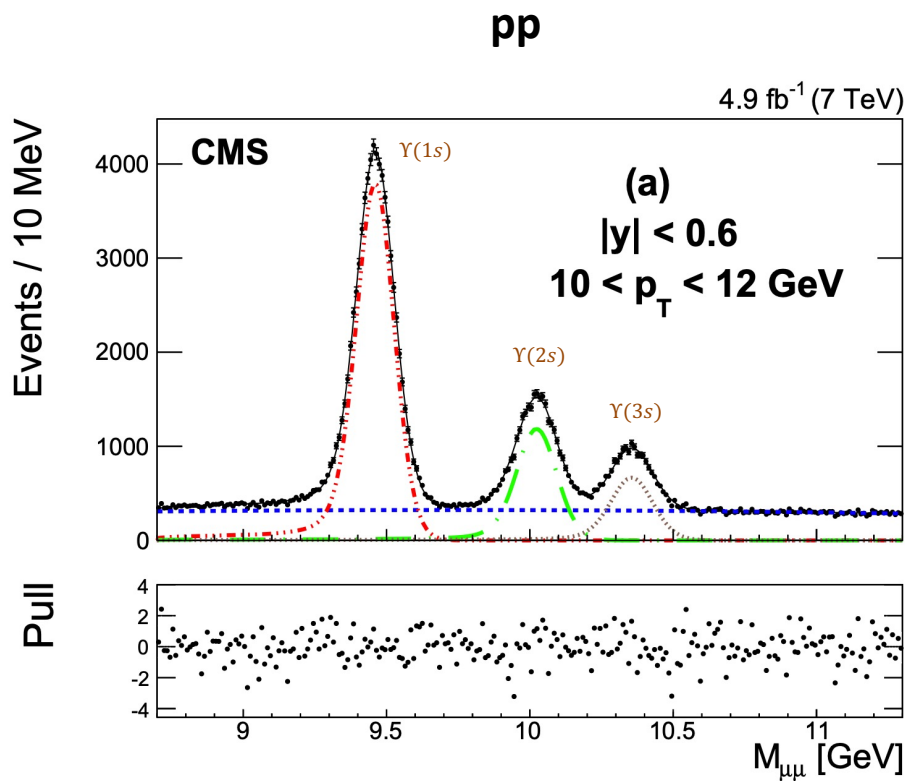 pp
4.9 fb⁻¹ (7 TeV)
CMS
ϒ(1s)
(a)
|y| < 0.6
10 < p_T < 12 GeV
ϒ(2s)
ϒ(3s)
Events / 10 MeV
4000
3000
2000
1000
0
Pull
4
2
0
-2
-4
9 9.5 10 10.5 11
M_μμ [GeV]